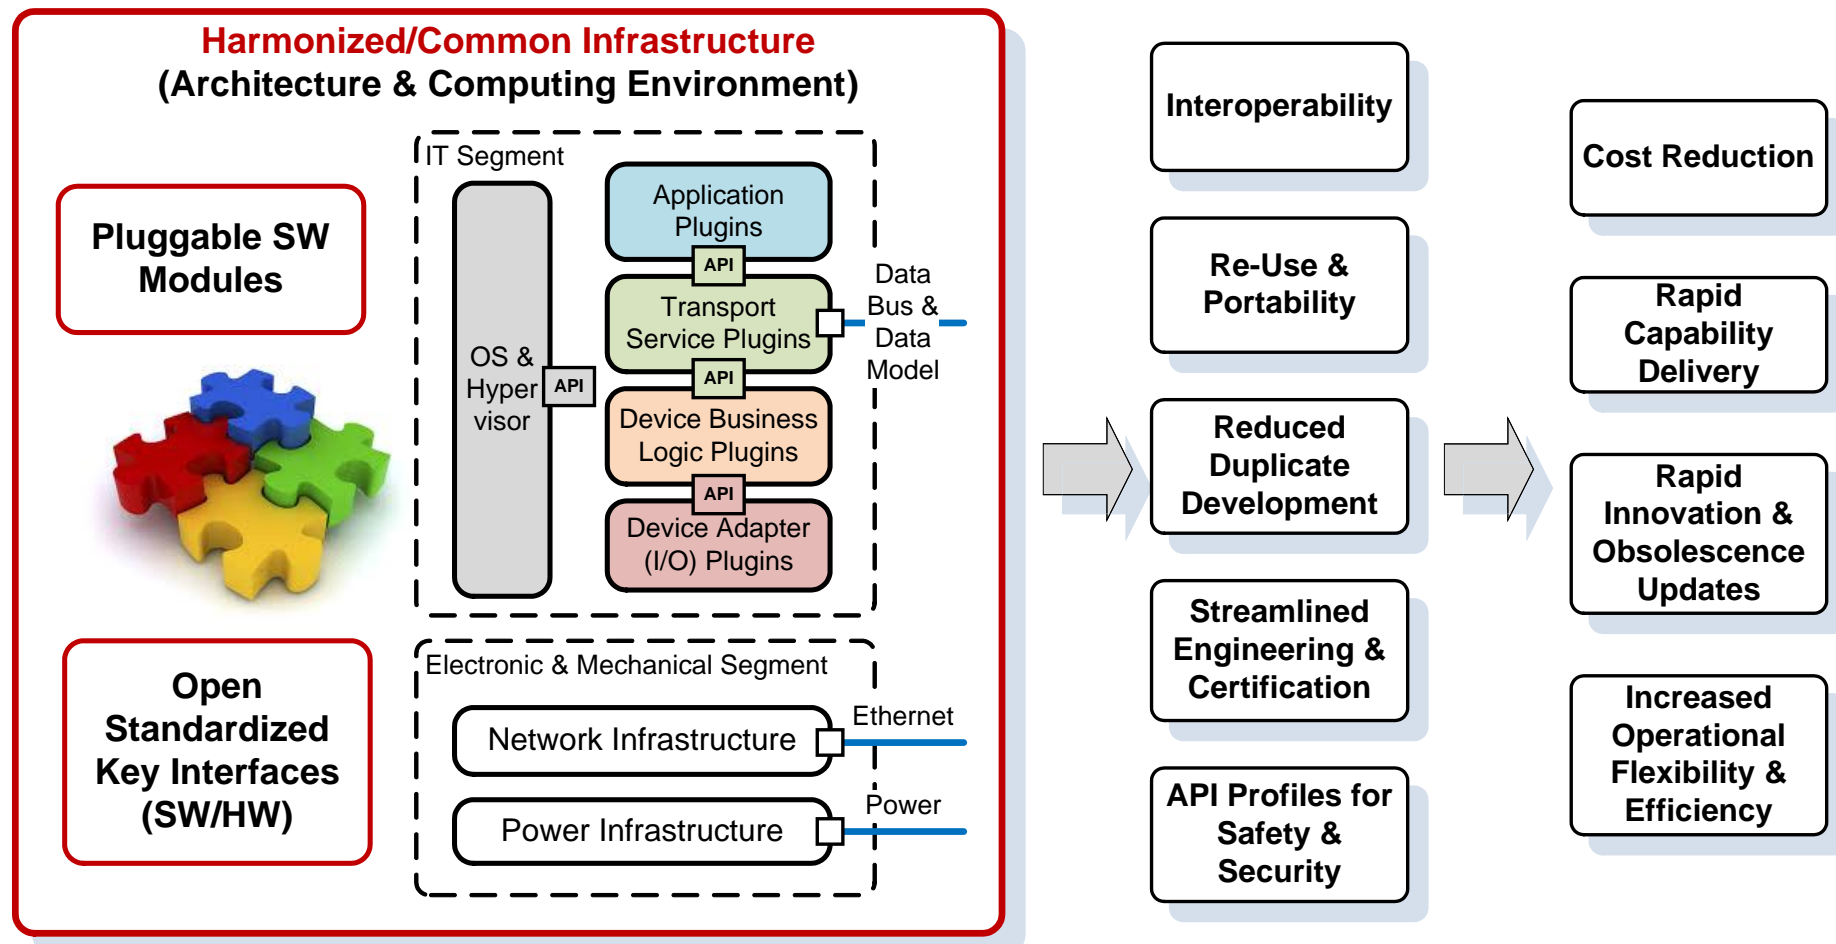 Harmonized/Common Infrastructure
(Architecture & Computing Environment)
Pluggable SW
Modules
Open
Standardized
Key Interfaces
(SW/HW)
IT Segment
OS &
Hyper
visor
API
Application
Plugins
API
Transport
Service Plugins
API
Device Business
Logic Plugins
API
Device Adapter
(I/O) Plugins
Data
Bus &
Data
Model
Electronic & Mechanical Segment
Network Infrastructure
Ethernet
Power Infrastructure
Power
Interoperability
Re-Use &
Portability
Reduced
Duplicate
Development
Streamlined
Engineering &
Certification
API Profiles for
Safety &
Security
Cost Reduction
Rapid
Capability
Delivery
Rapid
Innovation &
Obsolescence
Updates
Increased
Operational
Flexibility &
Efficiency